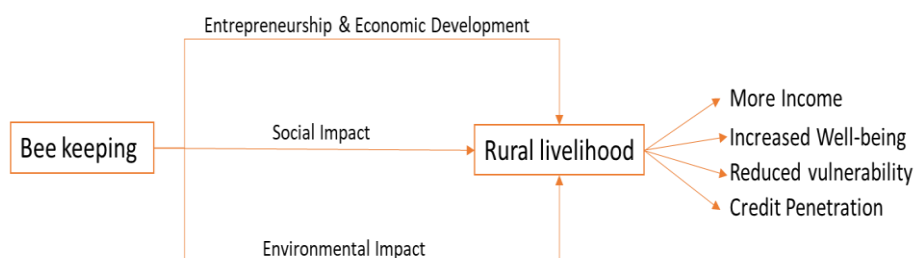 Entrepreneurship & Economic Development
Bee keeping
Social Impact
Rural livelihood
More Income
Increased Well-being
Reduced vulnerability
Credit Penetration
Environmental Impact